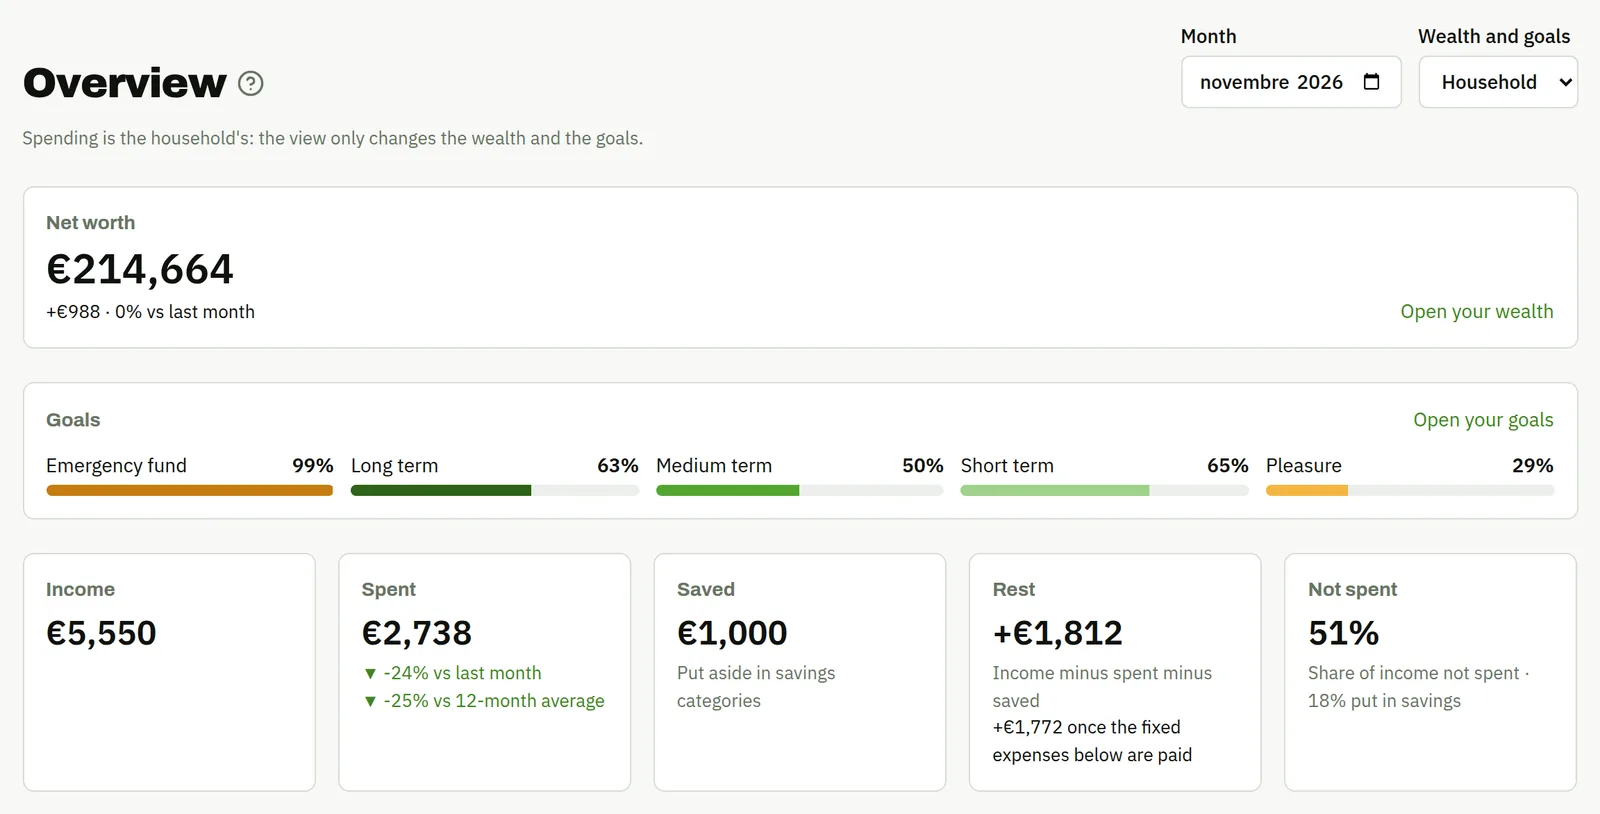 Month
Wealth and goals
Overview
novembre 2026
Household
Spending is the household's: the view only changes the wealth and the goals.
Net worth
€214,664
+€988 · 0% vs last month
Open your wealth
Goals
Open your goals
Emergency fund 99%
Long term 63%
Medium term 50%
Short term 65%
Pleasure 29%
Income
€5,550
Spent
€2,738
▼ -24% vs last month
▼ -25% vs 12-month average
Saved
€1,000
Put aside in savings
categories
Rest
+€1,812
Income minus spent minus
saved
+€1,772 once the fixed
expenses below are paid
Not spent
51%
Share of income not spent ·
18% put in savings